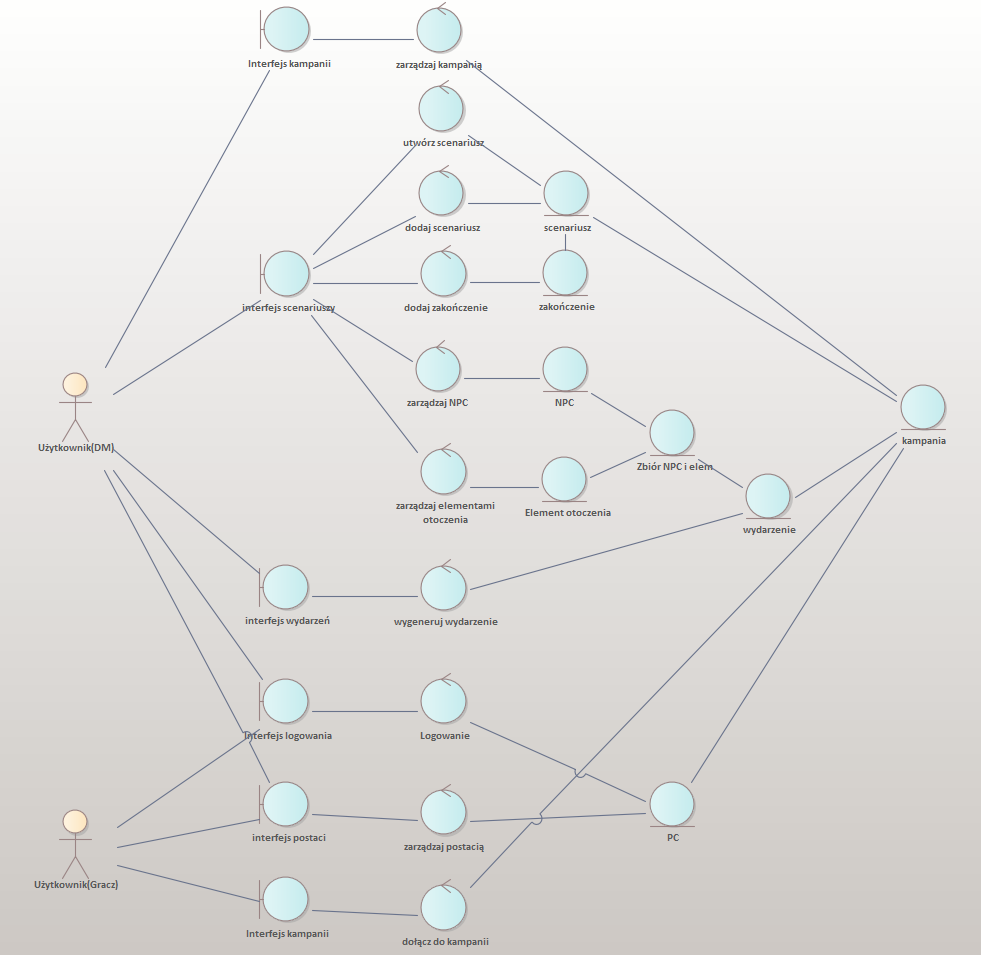 Interfejs kampanii
zarządzaj kampanią
utwórz scenariusz
dodaj scenariusz
scenariusz
interfejs scenariuszy
dodaj zakończenie
zakończenie
zarządzaj NPC
NPC
Użytkownik(DM)
kampania
Zbiór NPC i elem
zarządzaj elementami
otoczenia
Element otoczenia
wydarzenie
interfejs wydarzeń
wygeneruj wydarzenie
Interfejs logowania
Logowanie
interfejs postaci
zarządzaj postacią
PC
Użytkownik(Gracz)
Interfejs kampanii
dołącz do kampanii